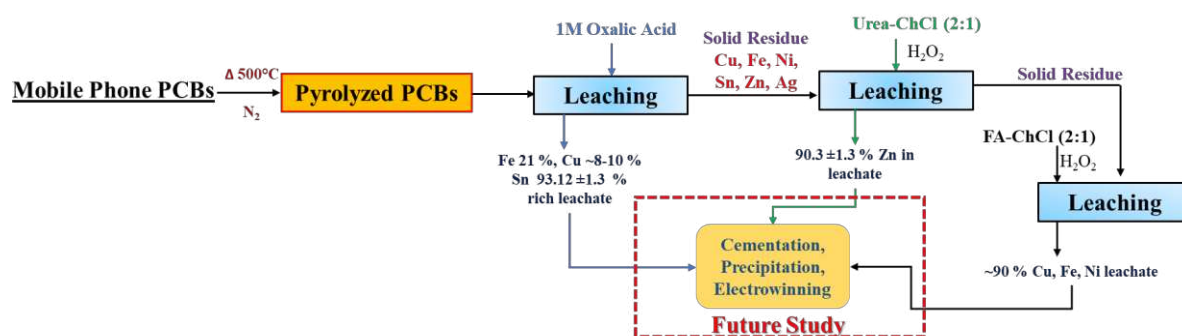 Mobile Phone PCBs
Δ 500°C
N₂
Pyrolyzed PCBs
1M Oxalic Acid
Leaching
Fe 21 %, Cu ~8-10 %
Sn 93.12 ±1.3 %
rich leachate
Solid Residue
Cu, Fe, Ni,
Sn, Zn, Ag
Urea-ChCl (2:1)
H₂O₂
Leaching
90.3 ±1.3 % Zn in
leachate
Solid Residue
FA-ChCl (2:1)
H₂O₂
Leaching
~90 % Cu, Fe, Ni leachate
Cementation,
Precipitation,
Electrowinning
Future Study